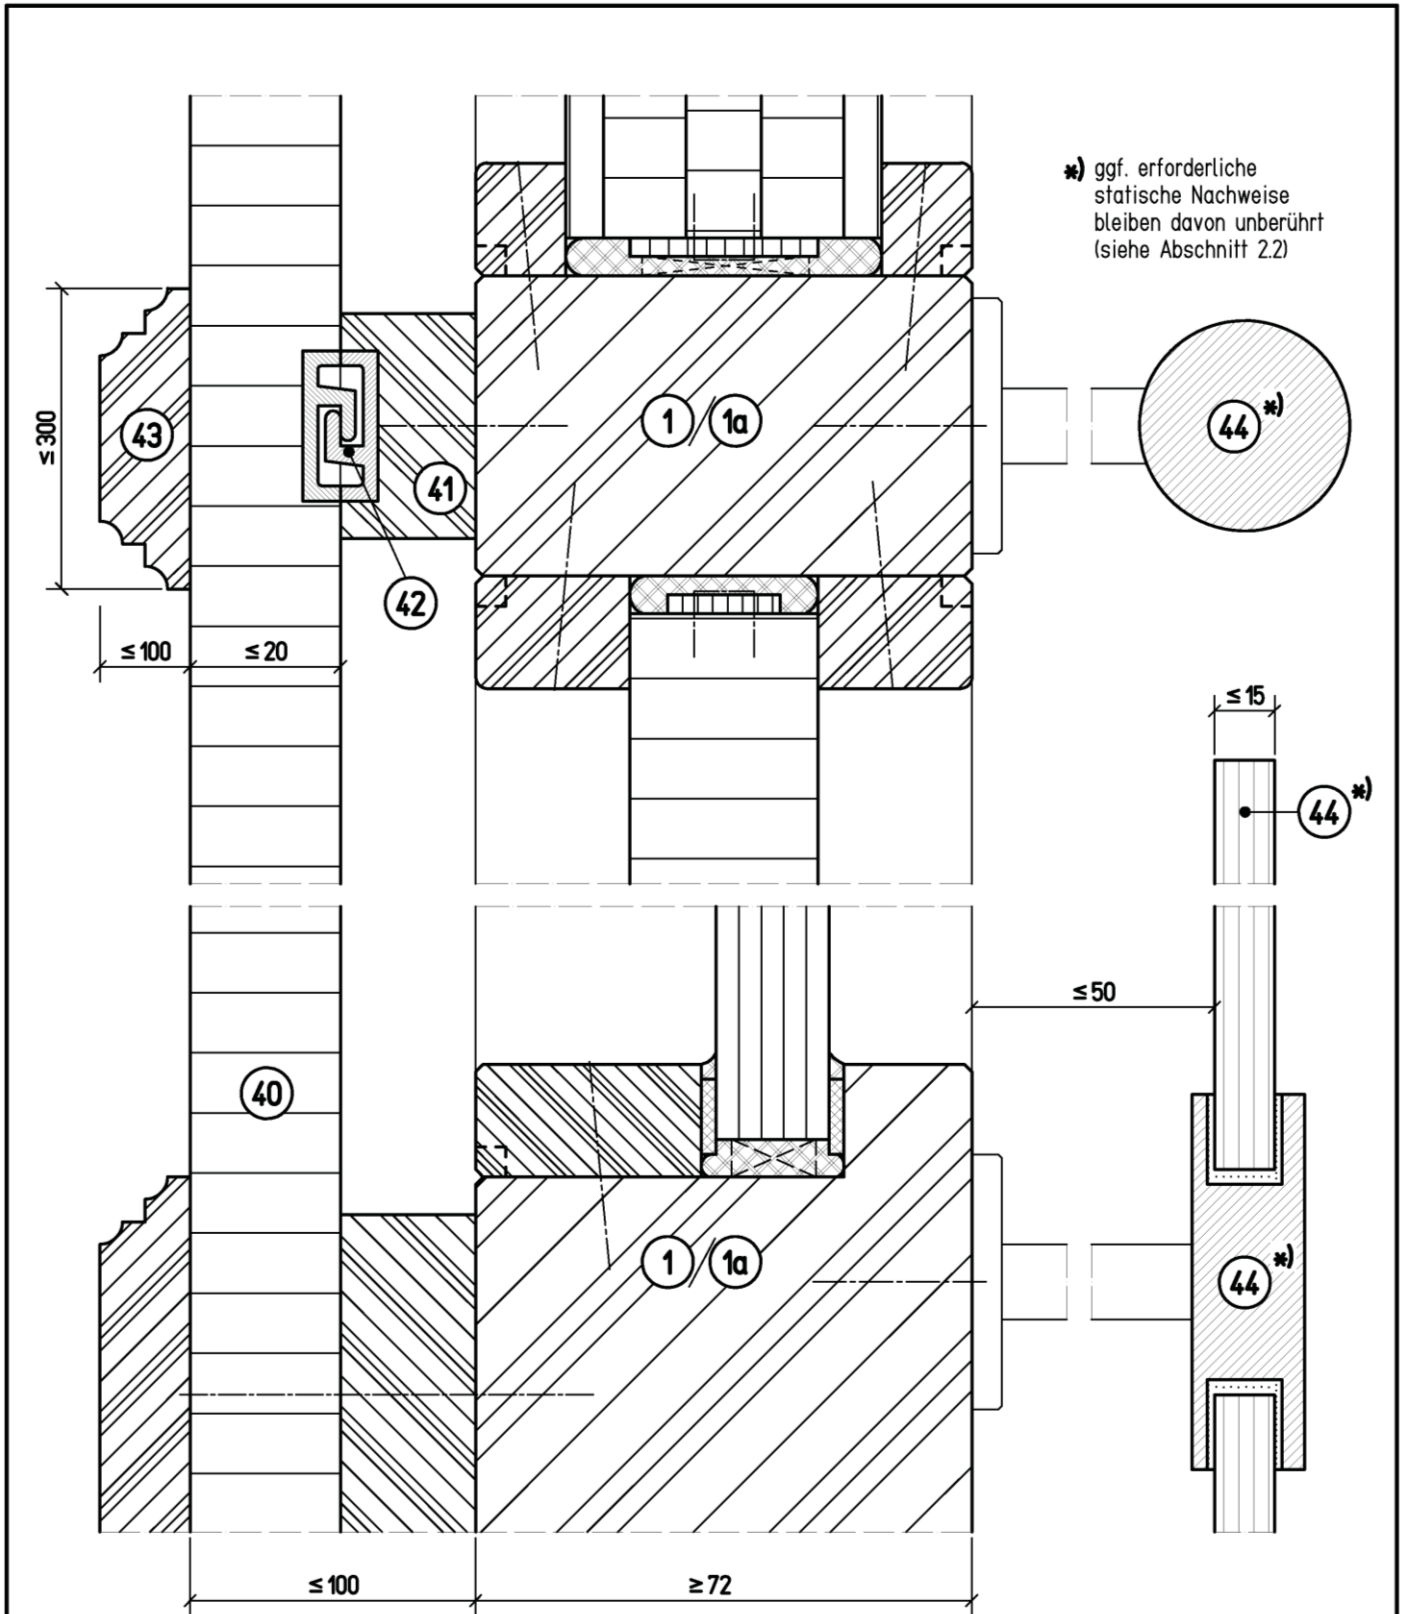 *) ggf. erforderliche
statische Nachweise
bleiben davon unberührt
(siehe Abschnitt 2.2)
≤300
43
1/1a
44*)
41
42
≤100
≤20
≤15
44*)
≤50
40
1/1a
44*)
≤100
≥72